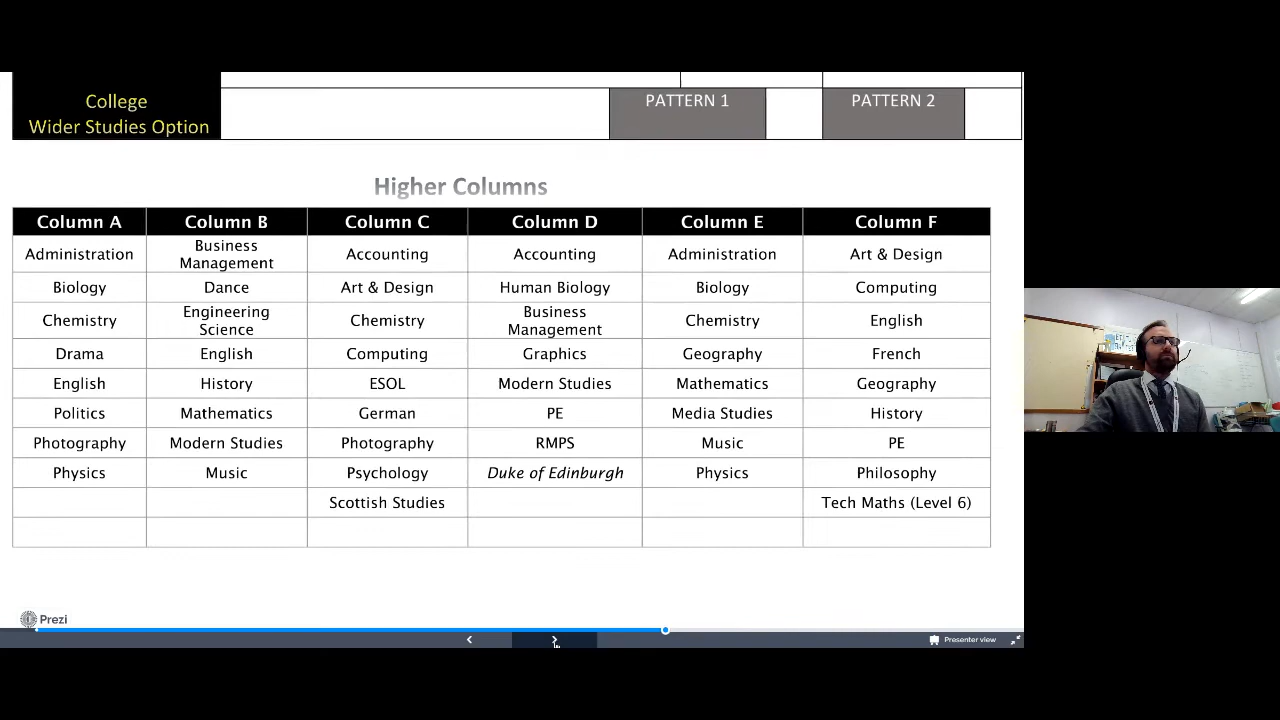 College
Wider Studies Option
PATTERN 1
PATTERN 2
Higher Columns
Column A Column B Column C Column D Column E Column F
Administration Business Management Accounting Accounting Administration Art & Design
Biology Dance Art & Design Human Biology Biology Computing
Chemistry Engineering Science Chemistry Business Management Chemistry English
Drama English Computing Graphics Geography French
English History ESOL Modern Studies Mathematics Geography
Politics Mathematics German PE Media Studies History
Photography Modern Studies Photography RMPS Music PE
Physics Music Psychology Duke of Edinburgh Physics Philosophy
Scottish Studies Tech Maths (Level 6)
Prezi
Presenter view